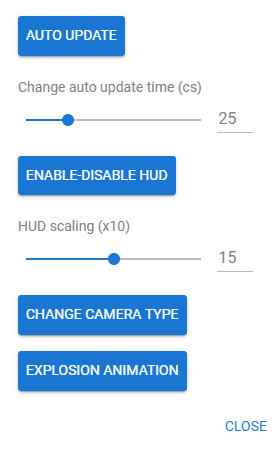 AUTO UPDATE
Change auto update time (cs)
25
ENABLE-DISABLE HUD
HUD scaling (x10)
15
CHANGE CAMERA TYPE
EXPLOSION ANIMATION
CLOSE